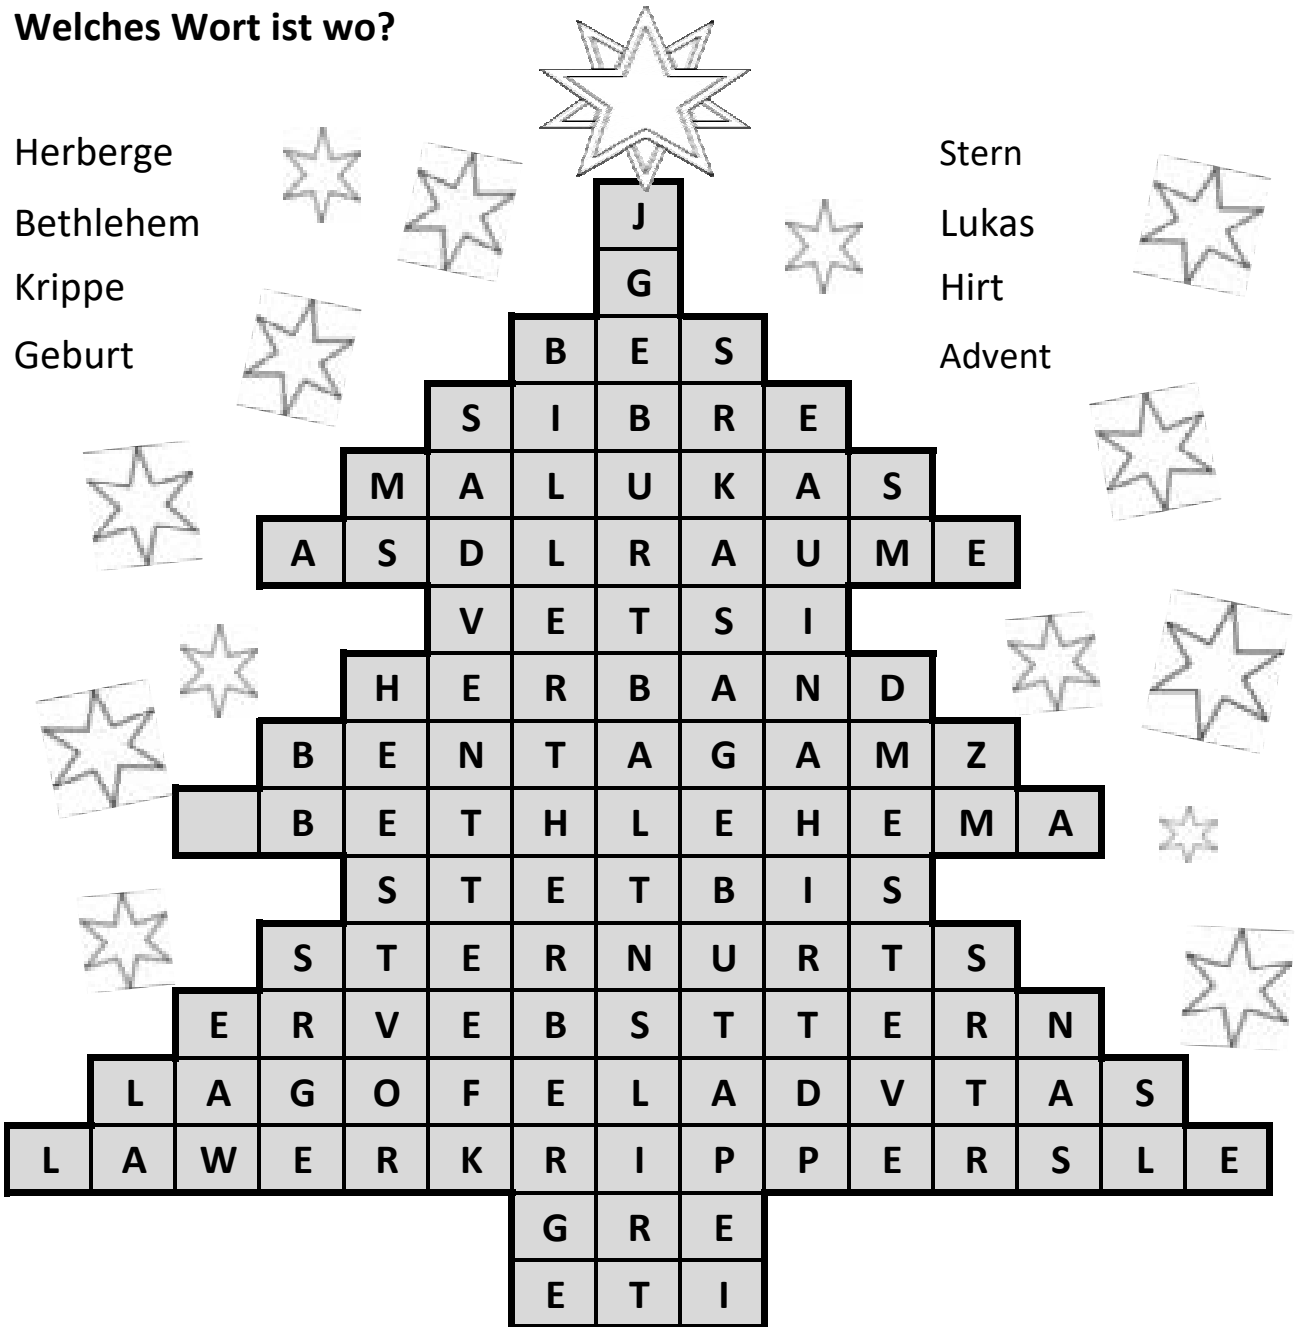 Welches Wort ist wo?
Herberge
Bethlehem
Krippe
Geburt
Stern
Lukas
Hirt
Advent
J
G
B E S
S I B R E
M A L U K A S
A S D L R A U M E
V E T S I
H E R B A N D
B E N T A G A M Z
B E T H L E H E M A
S T E T B I S
S T E R N U R T S
E R V E B S T T E R N
L A G O F E L A D V T A S
L A W E R K R I P P E R S L E
G R E
E T I